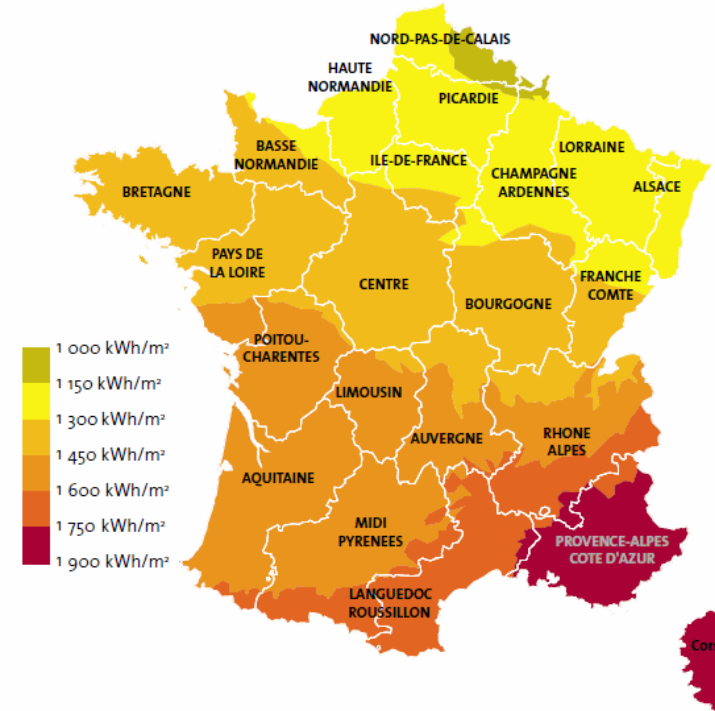 NORD-PAS-DE-CALAIS
HAUTE
NORMANDIE
PICARDIE
BASSE
NORMANDIE
ILE-DE-FRANCE
LORRAINE
CHAMPAGNE
ARDENNES
ALSACE
BRETAGNE
PAYS DE
LA LOIRE
CENTRE
BOURGOGNE
FRANCHE
COMTE
POITOU-
CHARENTES
LIMOUSIN
AUVERGNE
RHONE
ALPES
AQUITAINE
MIDI
PYRENEES
PROVENCE-ALPES
COTE D'AZUR
LANGUEDOC
ROUSSILLON
1 000 kWh/m²
1 150 kWh/m²
1 300 kWh/m²
1 450 kWh/m²
1 600 kWh/m²
1 750 kWh/m²
1 900 kWh/m²